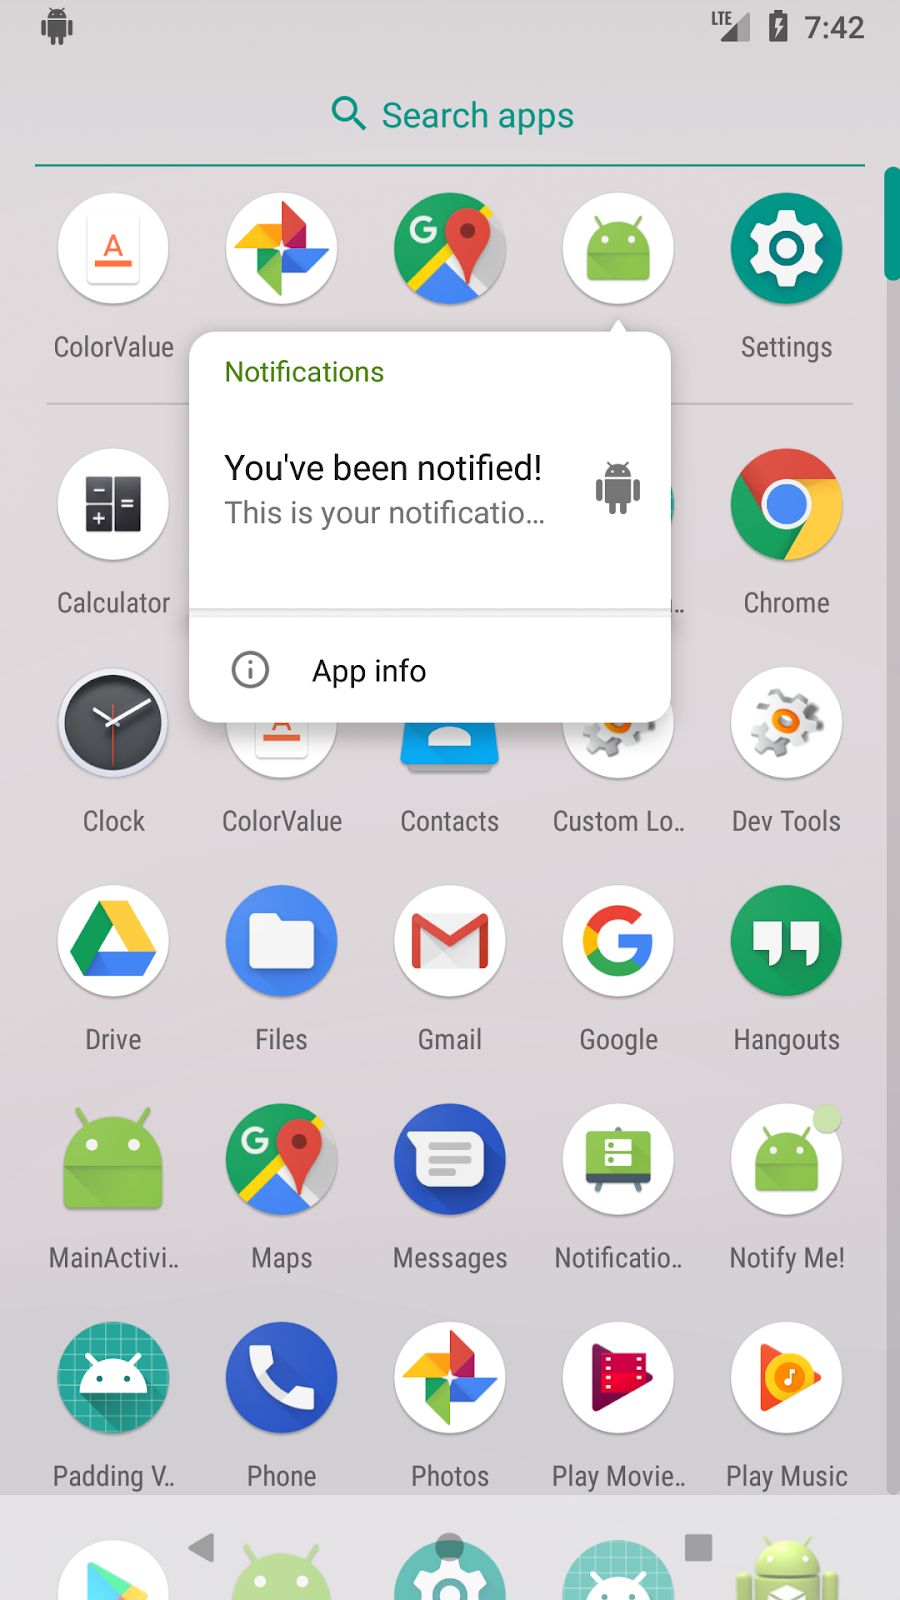 LTE 7:42
Search apps
ColorValue Settings
Notifications
You've been notified!
This is your notificatio...
App info
Calculator Chrome
Clock ColorValue Contacts Custom Lo.. Dev Tools
Drive Files Gmail Google Hangouts
MainActivi.. Maps Messages Notificatio.. Notify Me!
Padding V.. Phone Photos Play Movie.. Play Music